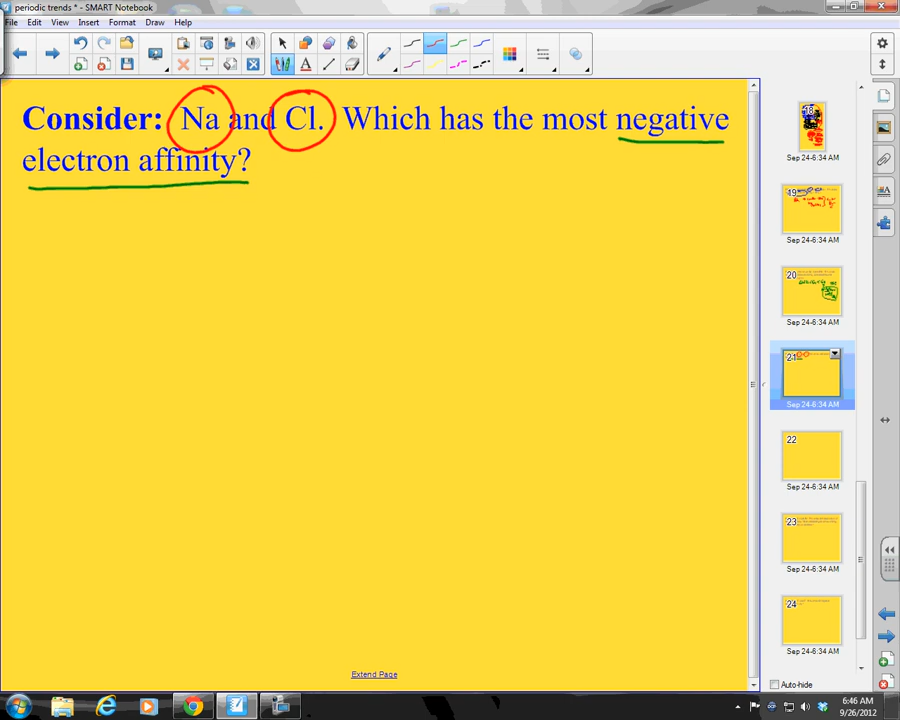 periodic trends * - SMART Notebook
File Edit View Insert Format Draw Help
Consider: Na and Cl. Which has the most negative
electron affinity?
18
Sep 24-6:34 AM
19
Sep 24-6:34 AM
20
Sep 24-6:34 AM
21
Sep 24-6:34 AM
22
Sep 24-6:34 AM
23
Sep 24-6:34 AM
24
Sep 24-6:34 AM
Extend Page
Auto-hide
6:46 AM
9/26/2012